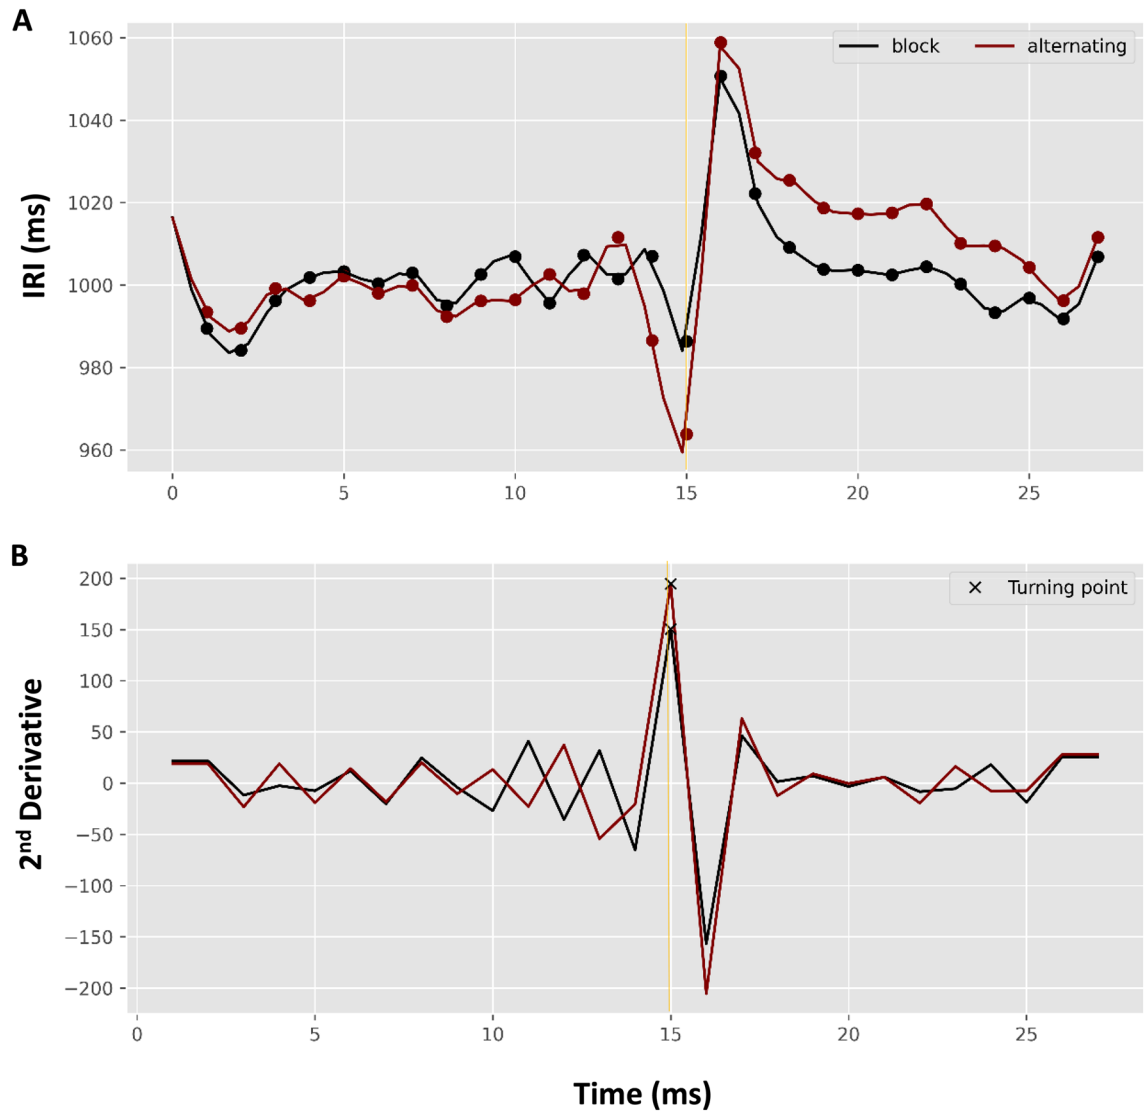 A
block alternating
1060
1040
1020
1000
980
960
IRI (ms)
0 5 10 15 20 25
B
Turning point
200
150
100
50
0
−50
−100
−150
−200
2nd Derivative
0 5 10 15 20 25
Time (ms)